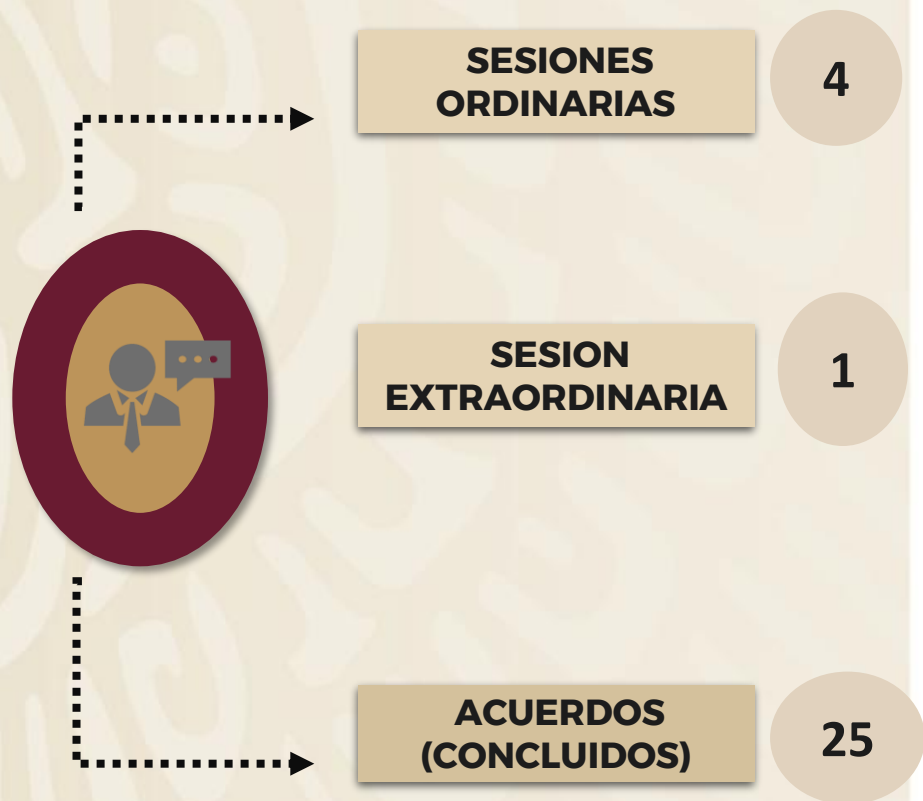 SESIONES
ORDINARIAS
4
SESION
EXTRAORDINARIA
1
ACUERDOS
(CONCLUIDOS)
25